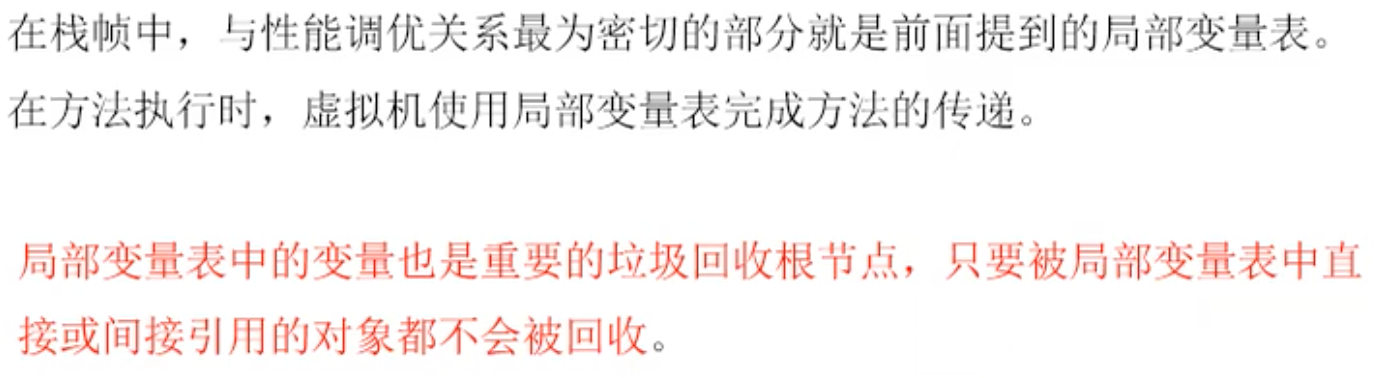 在栈帧中，与性能调优关系最为密切的部分就是前面提到的局部变量表。
在方法执行时，虚拟机使用局部变量表完成方法的传递。
局部变量表中的变量也是重要的垃圾回收根节点，只要被局部变量表中直
接或间接引用的对象都不会被回收。